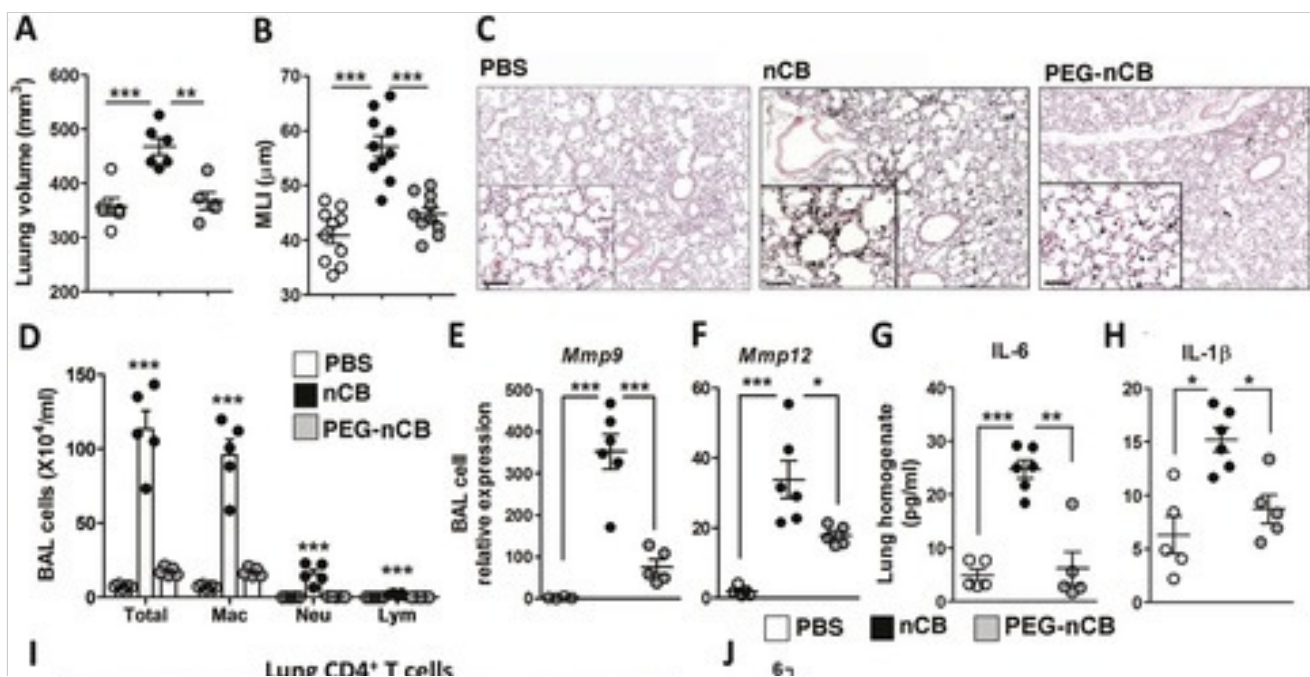 A
Luung volume (mm³)
600
500
400
300
200
***
**
B
MLI (μm)
70
60
50
40
30
***
***
C
PBS
nCB
PEG-nCB
D
BAL cells (X10⁴/ml)
150
100
50
0
***
***
***
***
Total
Mac
Neu
Lym
PBS
nCB
PEG-nCB
E
Mmp9
BAL cell
relative expression
500
400
300
200
100
0
***
***
F
Mmp12
60
40
20
0
***
*
G
IL-6
Lung homogenate
(pg/ml)
40
30
20
10
0
***
**
H
IL-1β
20
15
10
5
0
*
*
PBS
nCB
PEG-nCB
I
Lung CD4⁺ T cells
J
6